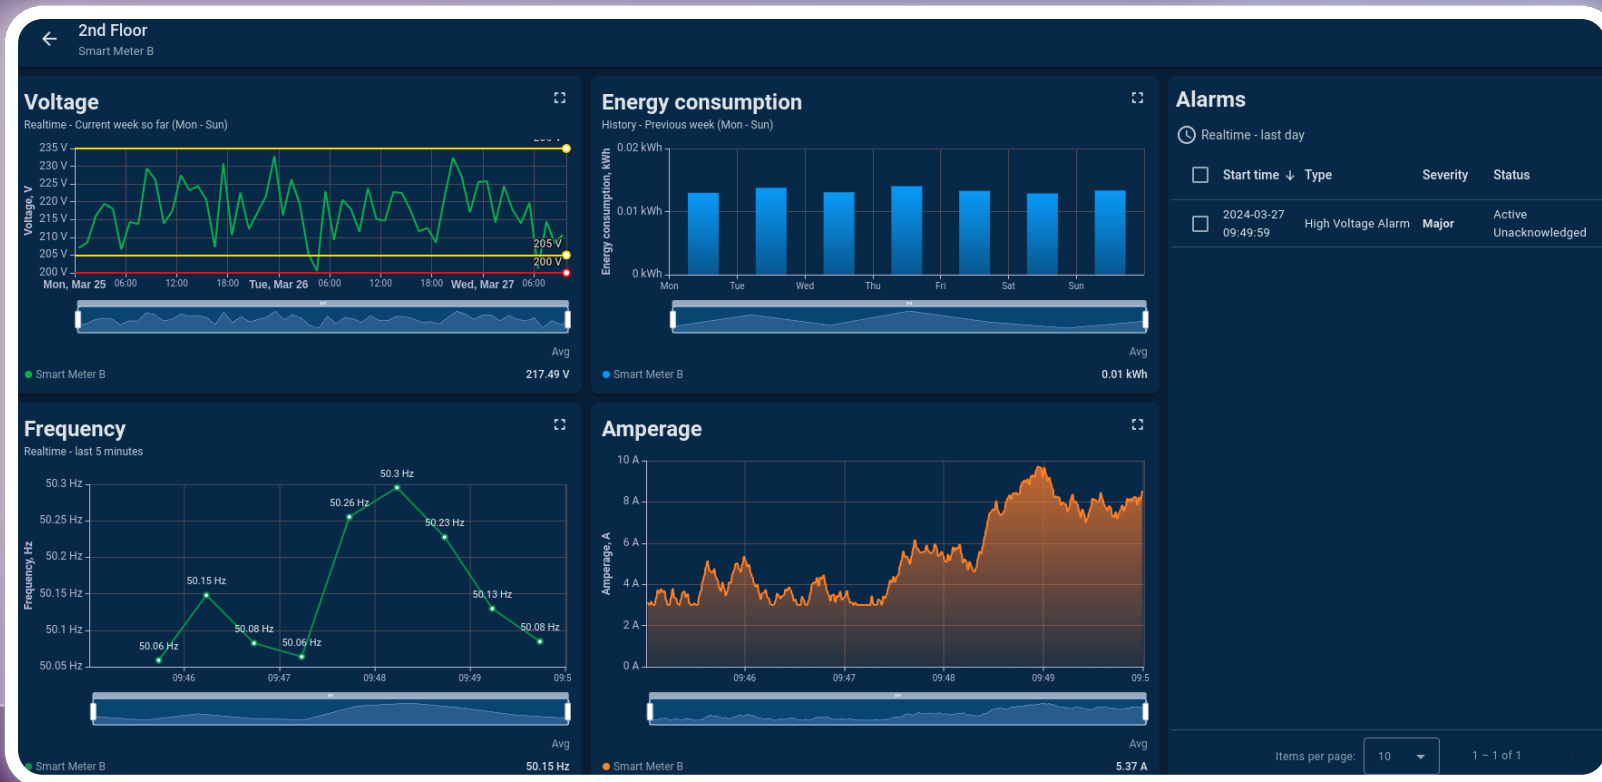 2nd Floor
Smart Meter B
Voltage
Realtime - Current week so far (Mon - Sun)
Voltage, V
235 V
230 V
225 V
220 V
215 V
210 V
205 V
200 V
205 V
200 V
Mon, Mar 25 06:00 12:00 18:00 Tue, Mar 26 06:00 12:00 18:00 Wed, Mar 27 06:00
Avg
Smart Meter B 217.49 V
Energy consumption
History - Previous week (Mon - Sun)
Energy consumption, kWh
0.02 kWh
0.01 kWh
0 kWh
Mon Tue Wed Thu Fri Sat Sun
Avg
Smart Meter B 0.01 kWh
Alarms
Realtime - last day
Start time Type Severity Status
2024-03-27
09:49:59
High Voltage Alarm Major
Active
Unacknowledged
Frequency
Realtime - last 5 minutes
Frequency, Hz
50.3 Hz
50.25 Hz
50.2 Hz
50.15 Hz
50.1 Hz
50.05 Hz
50.06 Hz
50.15 Hz
50.08 Hz
50.06 Hz
50.26 Hz
50.3 Hz
50.23 Hz
50.13 Hz
50.08 Hz
09:46 09:47 09:48 09:49 09:5
Avg
Smart Meter B 50.15 Hz
Amperage
Amperage, A
10 A
8 A
6 A
4 A
2 A
0 A
09:46 09:47 09:48 09:49 09:5
Avg
Smart Meter B 5.37 A
Items per page: 10 1 – 1 of 1